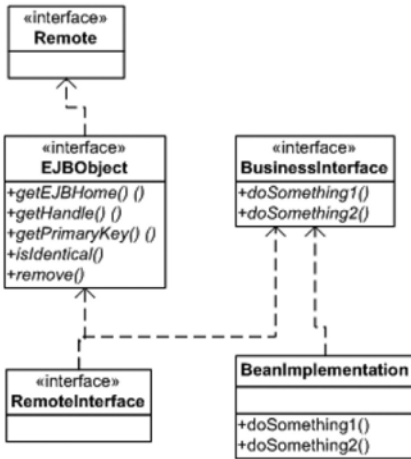 «interface»
Remote
«interface»
EJBObject
+getEJBHome() ()
+getHandle() ()
+getPrimaryKey() ()
+isIdentical()
+remove()
«interface»
BusinessInterface
+doSomething1()
+doSomething2()
«interface»
RemoteInterface
BeanImplementation
+doSomething1()
+doSomething2()